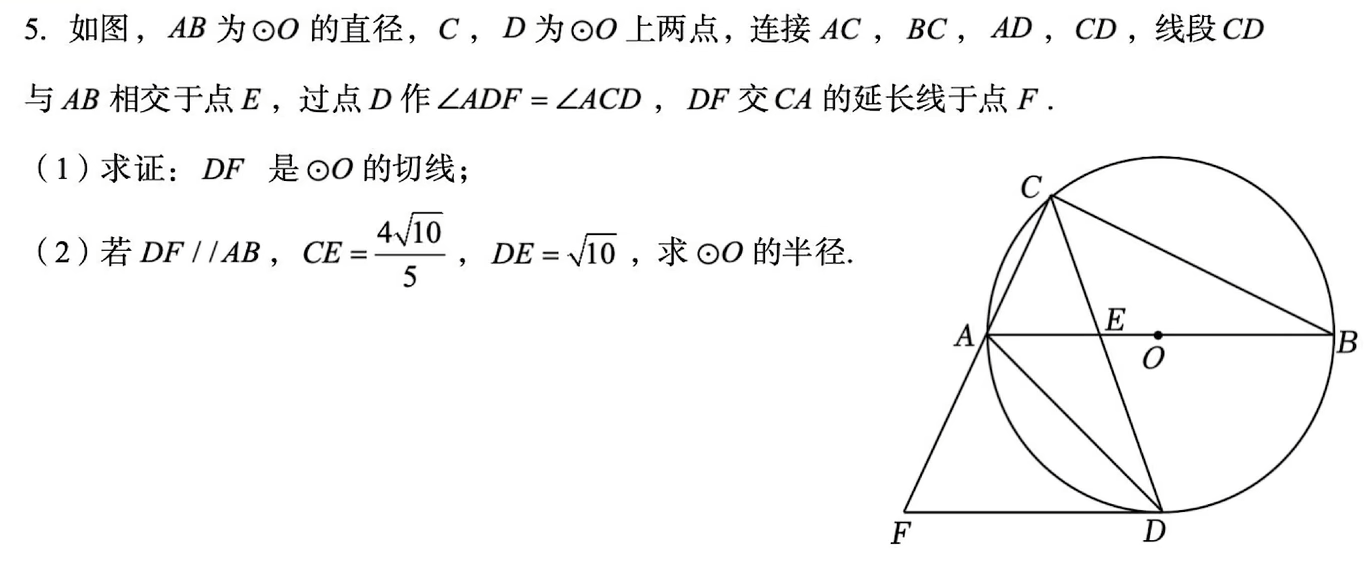 5. 如图，AB 为⊙O 的直径，C，D 为⊙O 上两点，连接 AC，BC，AD，CD，线段 CD
与 AB 相交于点 E，过点 D 作∠ADF = ∠ACD，DF 交 CA 的延长线于点 F．
（1）求证：DF 是⊙O 的切线；
（2）若 DF//AB，CE = 4√10/5，DE = √10，求⊙O 的半径.
C
A
E
O
B
F
D